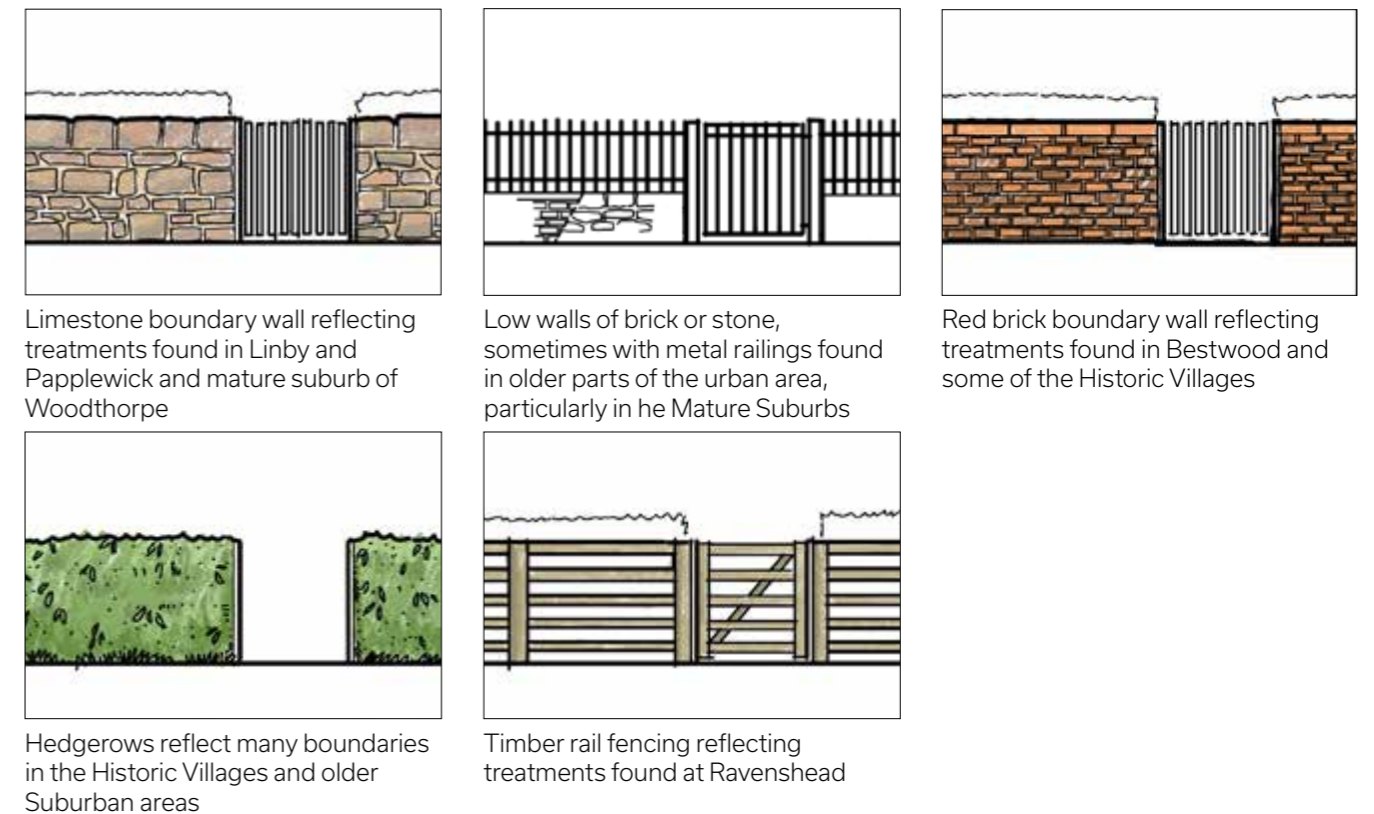 Limestone boundary wall reflecting
treatments found in Linby and
Papplewick and mature suburb of
Woodthorpe
Low walls of brick or stone,
sometimes with metal railings found
in older parts of the urban area,
particularly in he Mature Suburbs
Red brick boundary wall reflecting
treatments found in Bestwood and
some of the Historic Villages
Hedgerows reflect many boundaries
in the Historic Villages and older
Suburban areas
Timber rail fencing reflecting
treatments found at Ravenshead